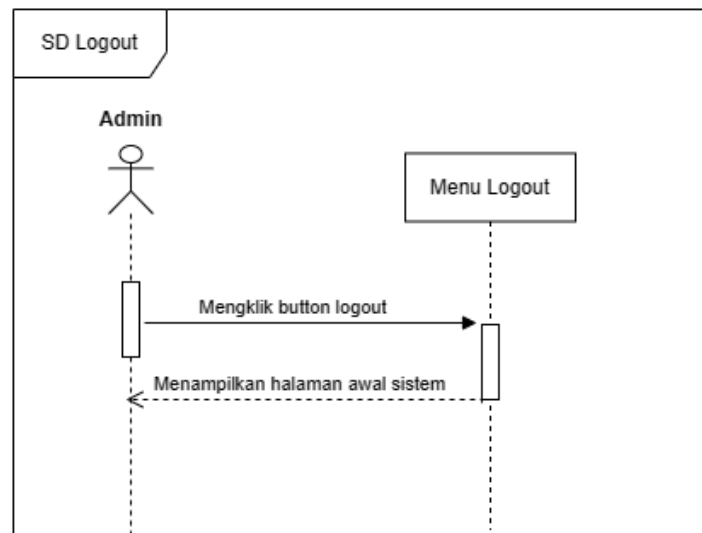 SD Logout
Admin
Menu Logout
Mengklik button logout
Menampilkan halaman awal sistem